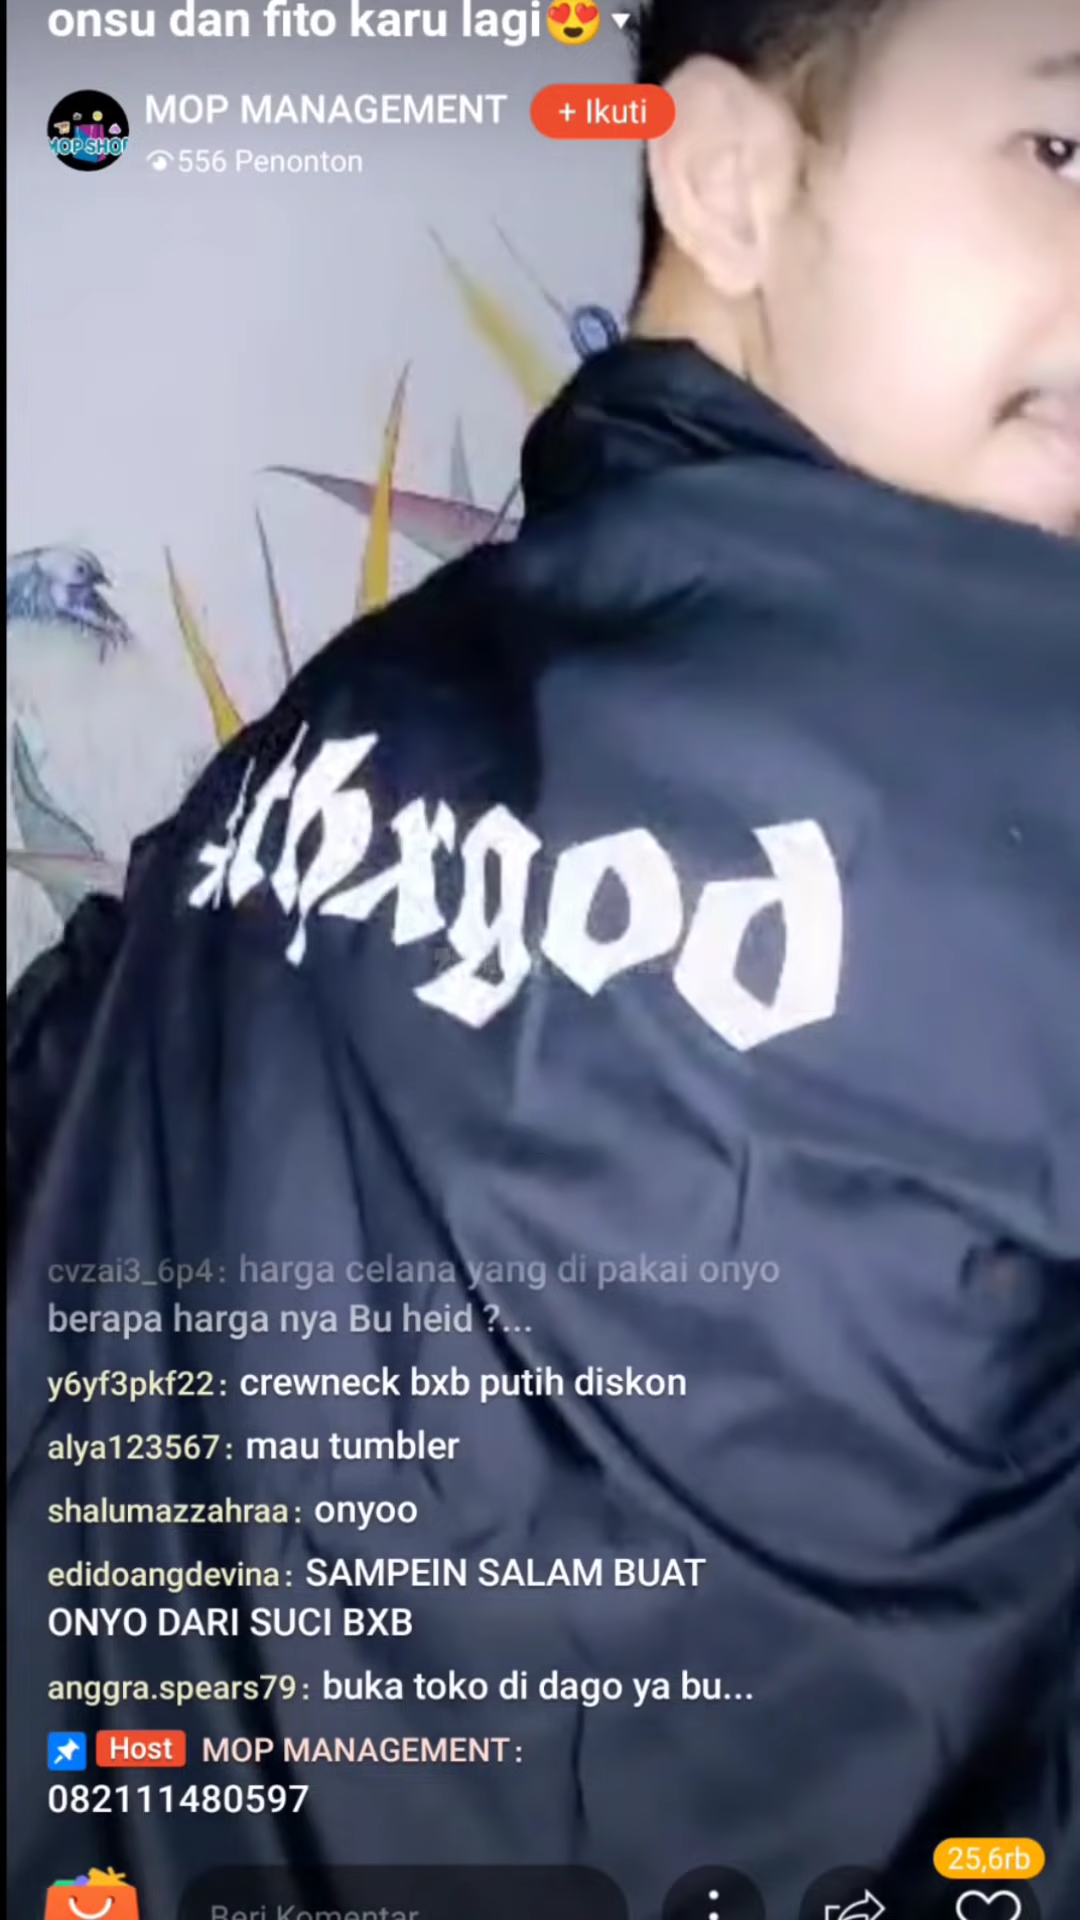 onsu dan fito karu lagi😍
MOP MANAGEMENT
+ Ikuti
MOPSHOP
556 Penonton
thrgod
cvzai3_6p4: harga celana yang di pakai onyo
berapa harga nya Bu heid ?...
y6yf3pkf22: crewneck bxb putih diskon
alya123567: mau tumbler
shalumazzahraa: onyoo
edidoangdevina: SAMPEIN SALAM BUAT
ONYO DARI SUCI BXB
anggra.spears79: buka toko di dago ya bu...
Host MOP MANAGEMENT:
082111480597
25,6rb
Beri Komentar